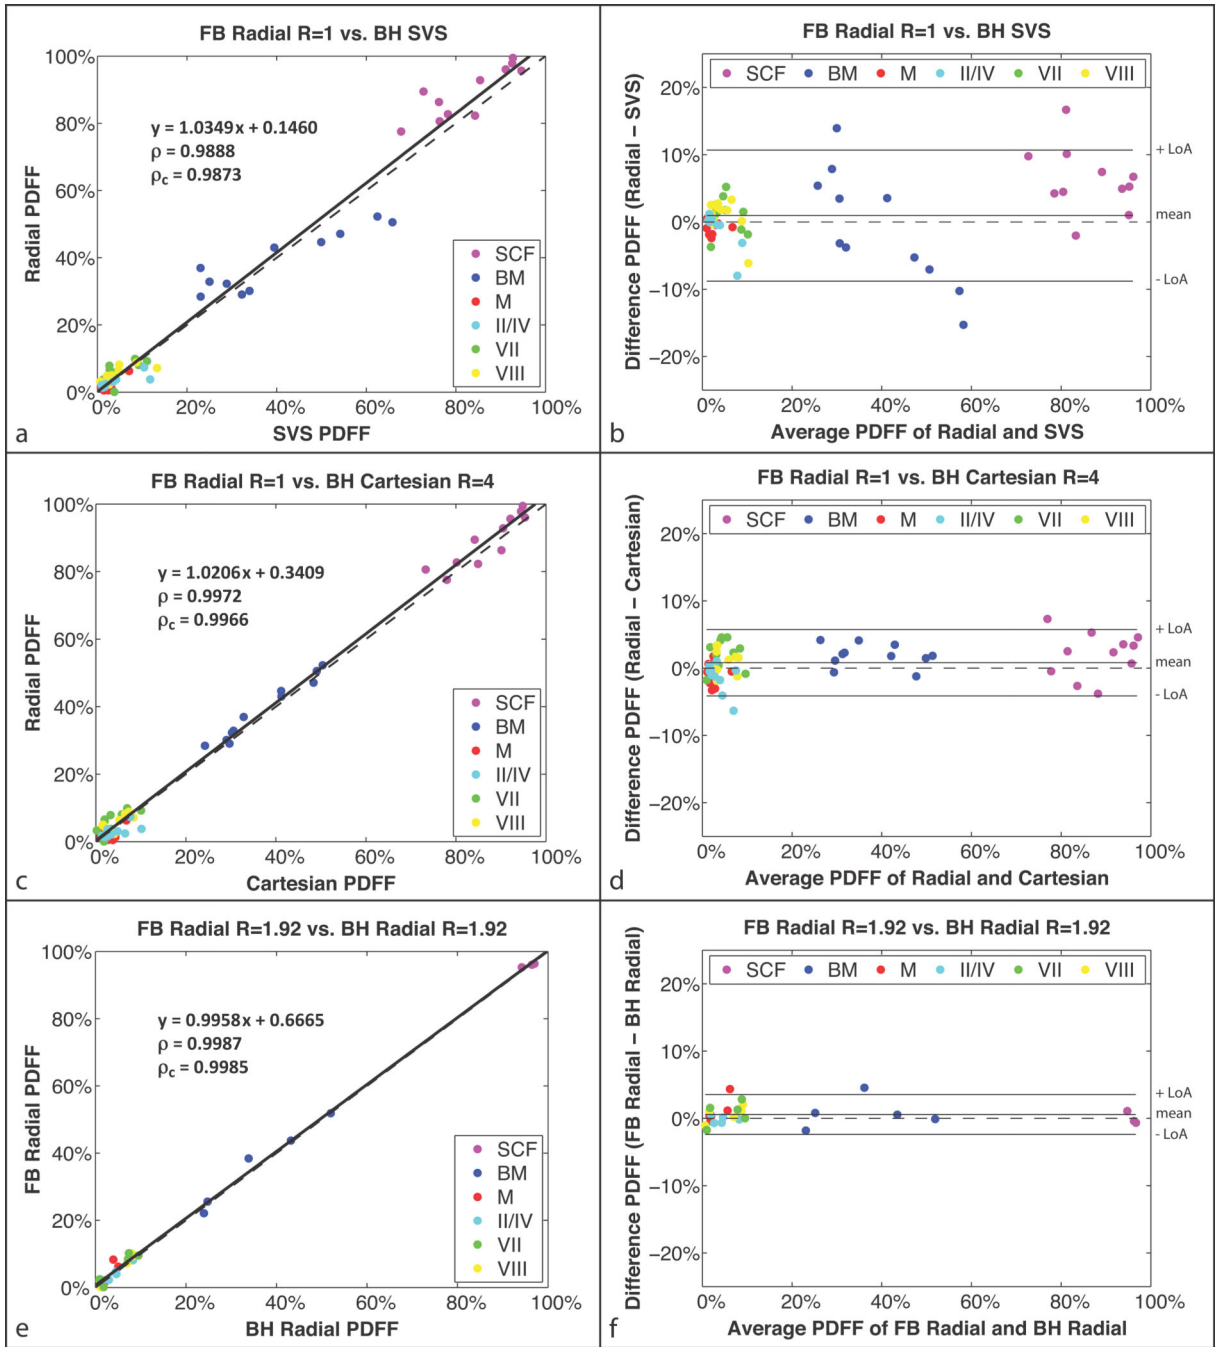 FB Radial R=1 vs. BH SVS
100%
80%
60%
40%
20%
0%
Radial PDFF
y = 1.0349x + 0.1460
ρ = 0.9888
ρc = 0.9873
SCF
BM
M
II/IV
VII
VIII
0% 20% 40% 60% 80% 100%
SVS PDFF
a
FB Radial R=1 vs. BH SVS
SCF BM M II/IV VII VIII
20%
10%
0%
−10%
−20%
Difference PDFF (Radial − SVS)
+ LoA
mean
- LoA
0% 20% 40% 60% 80% 100%
Average PDFF of Radial and SVS
b
FB Radial R=1 vs. BH Cartesian R=4
100%
80%
60%
40%
20%
0%
Radial PDFF
y = 1.0206x + 0.3409
ρ = 0.9972
ρc = 0.9966
SCF
BM
M
II/IV
VII
VIII
0% 20% 40% 60% 80% 100%
Cartesian PDFF
c
FB Radial R=1 vs. BH Cartesian R=4
SCF BM M II/IV VII VIII
20%
10%
0%
−10%
−20%
Difference PDFF (Radial − Cartesian)
+ LoA
mean
- LoA
0% 20% 40% 60% 80% 100%
Average PDFF of Radial and Cartesian
d
FB Radial R=1.92 vs. BH Radial R=1.92
100%
80%
60%
40%
20%
0%
FB Radial PDFF
y = 0.9958x + 0.6665
ρ = 0.9987
ρc = 0.9985
SCF
BM
M
II/IV
VII
VIII
0% 20% 40% 60% 80% 100%
BH Radial PDFF
e
FB Radial R=1.92 vs. BH Radial R=1.92
SCF BM M II/IV VII VIII
20%
10%
0%
−10%
−20%
Difference PDFF (FB Radial − BH Radial)
+ LoA
mean
- LoA
0% 20% 40% 60% 80% 100%
Average PDFF of FB Radial and BH Radial
f